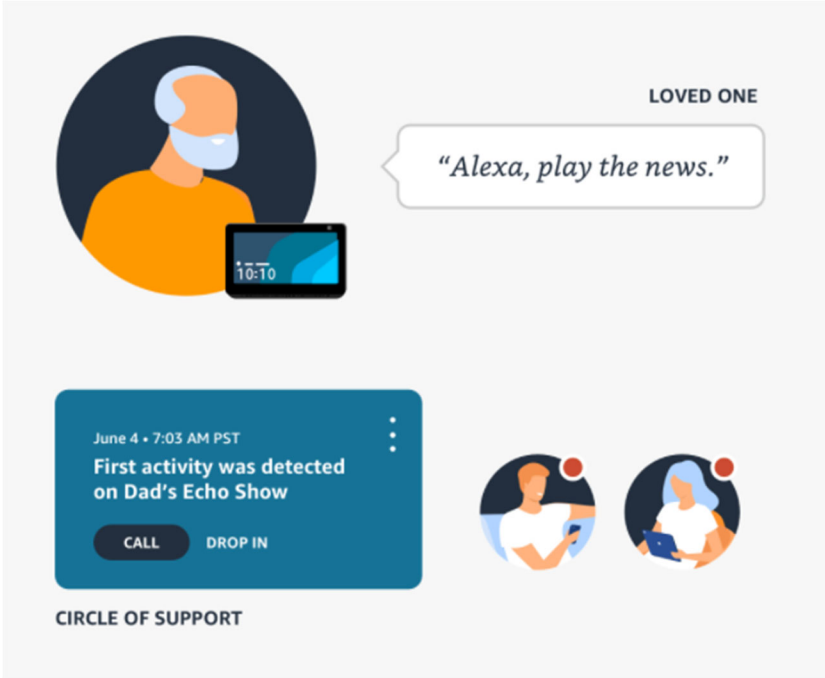 LOVED ONE
“Alexa, play the news.”
10:10
June 4 • 7:03 AM PST
First activity was detected
on Dad’s Echo Show
CALL DROP IN
CIRCLE OF SUPPORT